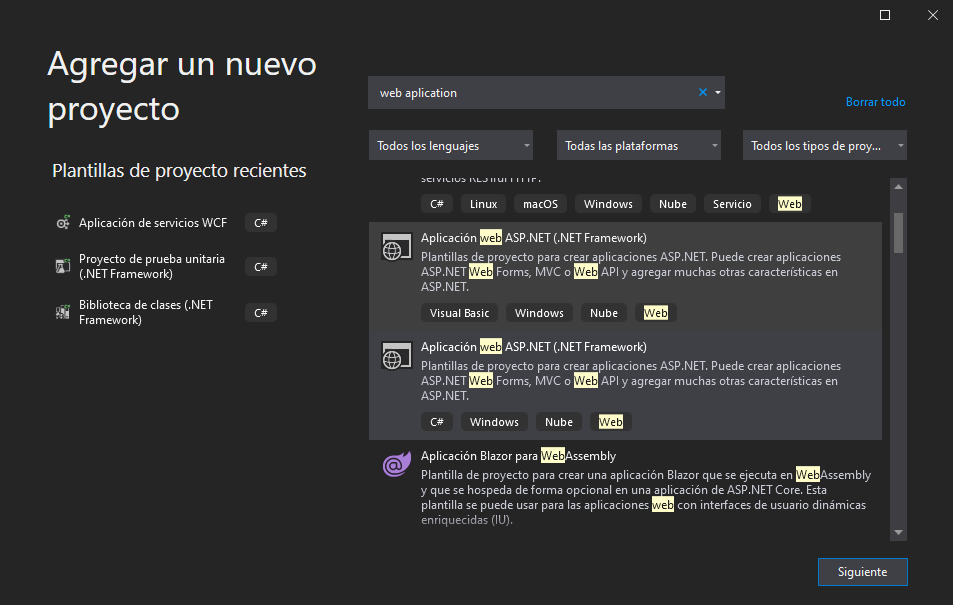 Agregar un nuevo
proyecto
Plantillas de proyecto recientes
Aplicación de servicios WCF
C#
Proyecto de prueba unitaria
(.NET Framework)
C#
Biblioteca de clases (.NET
Framework)
C#
web aplication
Borrar todo
Todos los lenguajes
Todas las plataformas
Todos los tipos de proy...
servicios RESTful HTTP.
C# Linux macOS Windows Nube Servicio Web
Aplicación web ASP.NET (.NET Framework)
Plantillas de proyecto para crear aplicaciones ASP.NET. Puede crear aplicaciones
ASP.NET Web Forms, MVC o Web API y agregar muchas otras características en
ASP.NET.
Visual Basic Windows Nube Web
Aplicación web ASP.NET (.NET Framework)
Plantillas de proyecto para crear aplicaciones ASP.NET. Puede crear aplicaciones
ASP.NET Web Forms, MVC o Web API y agregar muchas otras características en
ASP.NET.
C# Windows Nube Web
Aplicación Blazor para WebAssembly
Plantilla de proyecto para crear una aplicación Blazor que se ejecuta en WebAssembly
y que se hospeda de forma opcional en una aplicación de ASP.NET Core. Esta
plantilla se puede usar para las aplicaciones web con interfaces de usuario dinámicas
enriquecidas (IU).
Siguiente